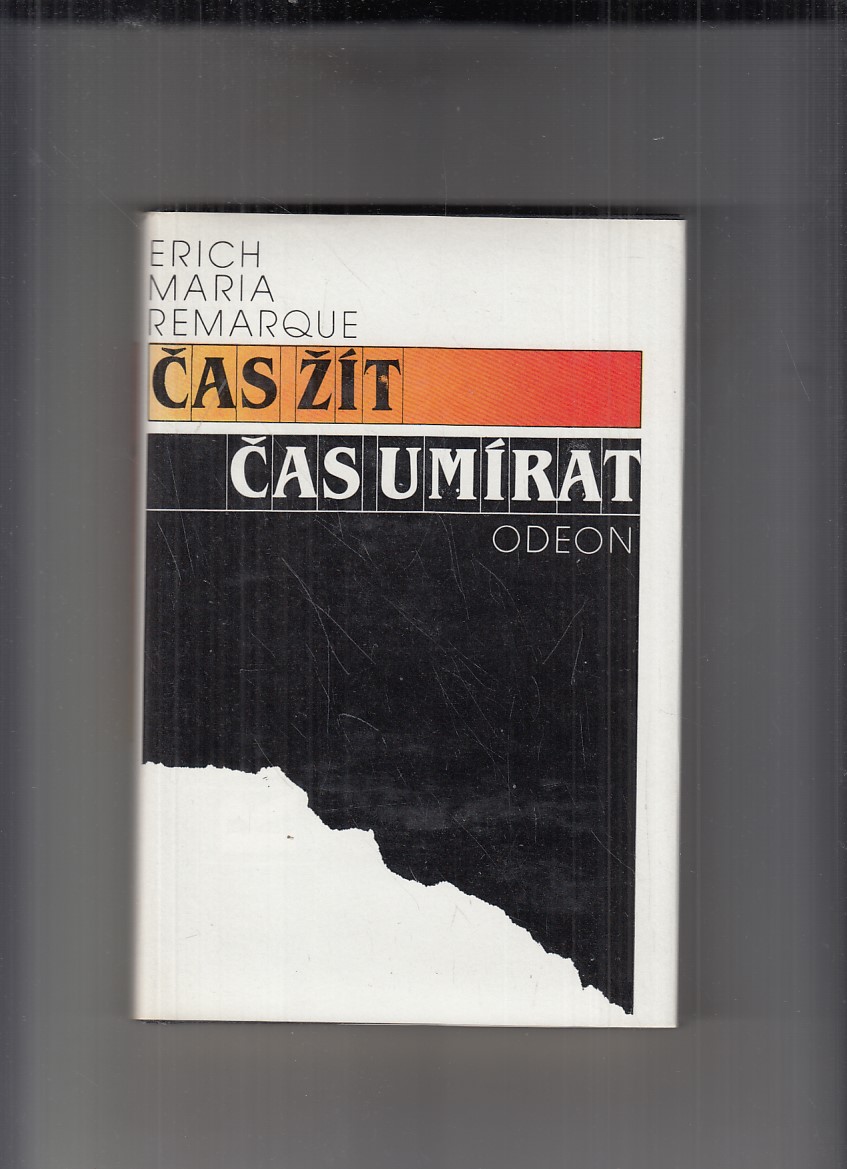 ERICH
MARIA
REMARQUE
ČAS ŽÍT
ČAS UMÍRAT
ODEON